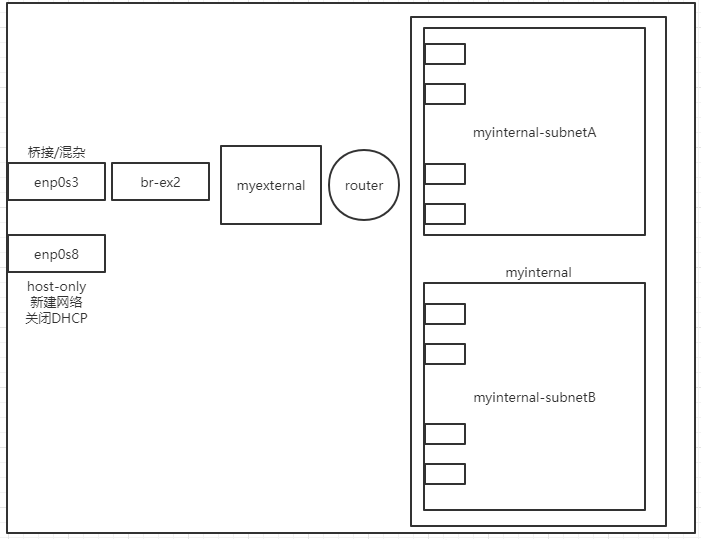 桥接/混杂
enp0s3
br-ex2
myexternal
router
myinternal-subnetA
enp0s8
host-only
新建网络
关闭DHCP
myinternal
myinternal-subnetB